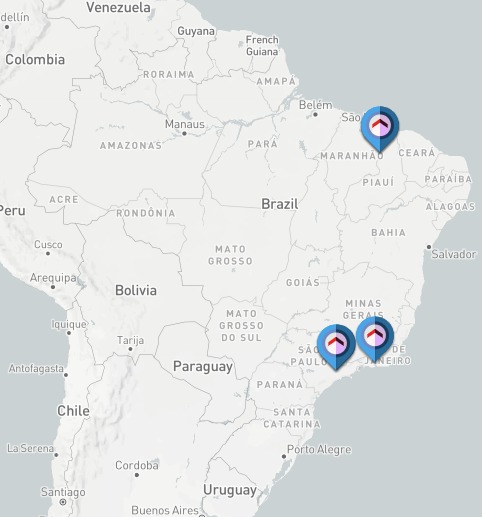 dellín
Venezuela
Guyana
French
Guiana
Colombia
RORAIMA
AMAPÁ
Belém
São
Manaus
AMAZONAS
PARÁ
MARANHÃO
CEARÁ
PARAÍBA
PIAUÍ
ACRE
Brazil
ALAGOAS
Peru
RONDÔNIA
BAHIA
Cusco
MATO
GROSSO
Salvador
Arequipa
Bolivia
GOIÁS
MINAS
GERAIS
Iquique
MATO
GROSSO
DO SUL
Tarija
SÃO
PAULO
DE
JANEIRO
Antofagasta
Paraguay
PARANÁ
Chile
SANTA
CATARINA
La Serena
Porto Alegre
Cordoba
Santiago
Uruguay
Buenos Aires